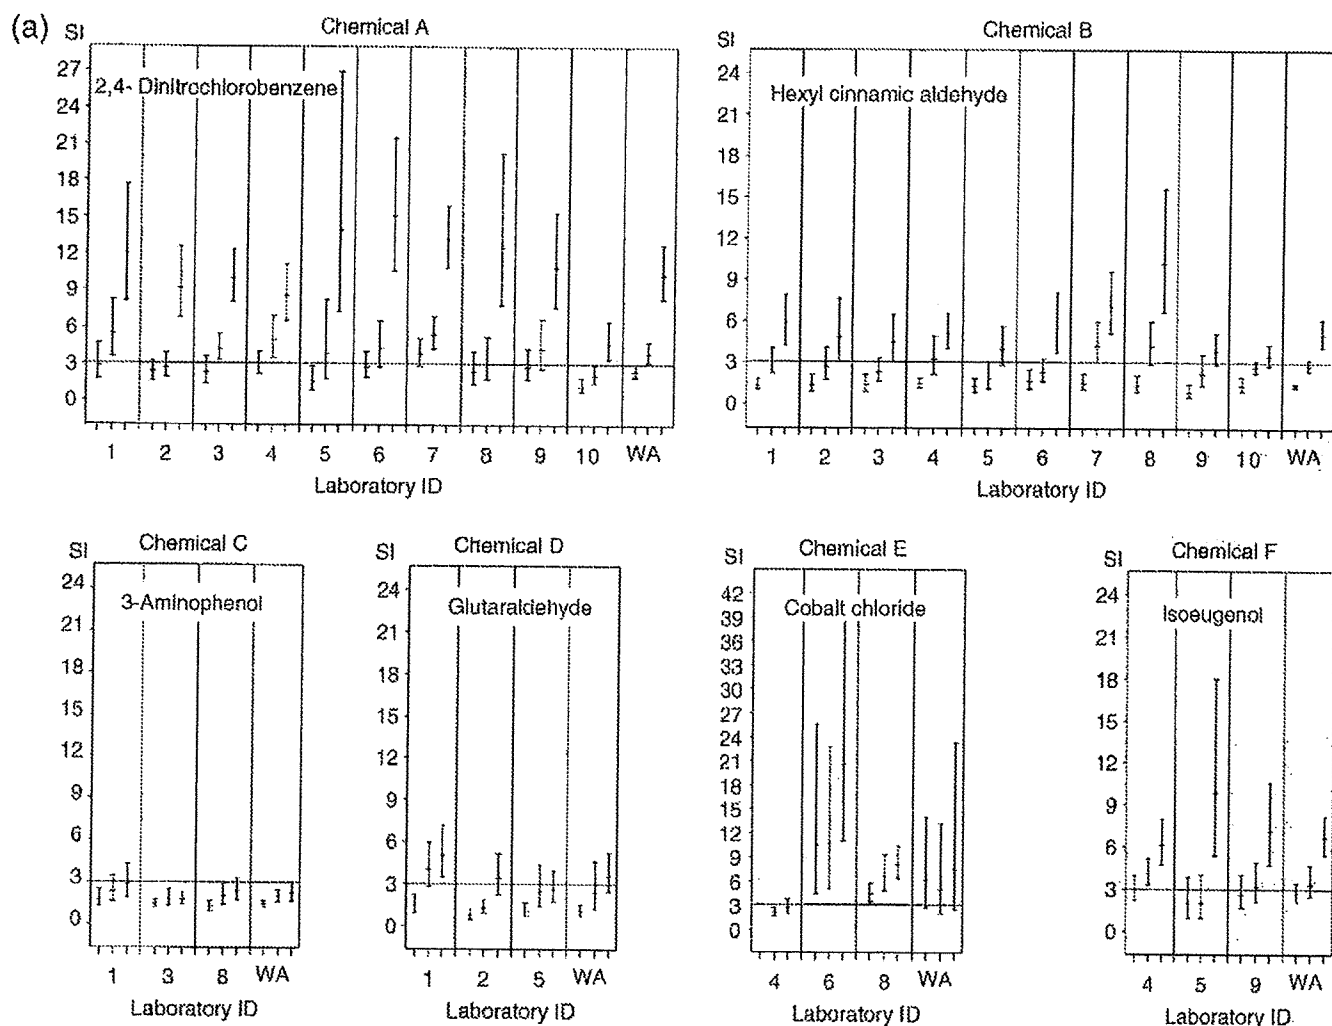 (a)
SI
Chemical A
2,4- Dinitrochlorobenzene
27
24
21
18
15
12
9
6
3
0
1 2 3 4 5 6 7 8 9 10 WA
Laboratory ID
SI
Chemical B
Hexyl cinnamic aldehyde
24
21
18
15
12
9
6
3
0
1 2 3 4 5 6 7 8 9 10 WA
Laboratory ID
SI
Chemical C
3-Aminophenol
24
21
18
15
12
9
6
3
0
1 3 8 WA
Laboratory ID
SI
Chemical D
Glutaraldehyde
24
21
18
15
12
9
6
3
0
1 2 5 WA
Laboratory ID
SI
Chemical E
Cobalt chloride
42
39
36
33
30
27
24
21
18
15
12
9
6
3
0
4 6 8 WA
Laboratory ID
SI
Chemical F
Isoeugenol
24
21
18
15
12
9
6
3
0
4 5 9 WA
Laboratory ID